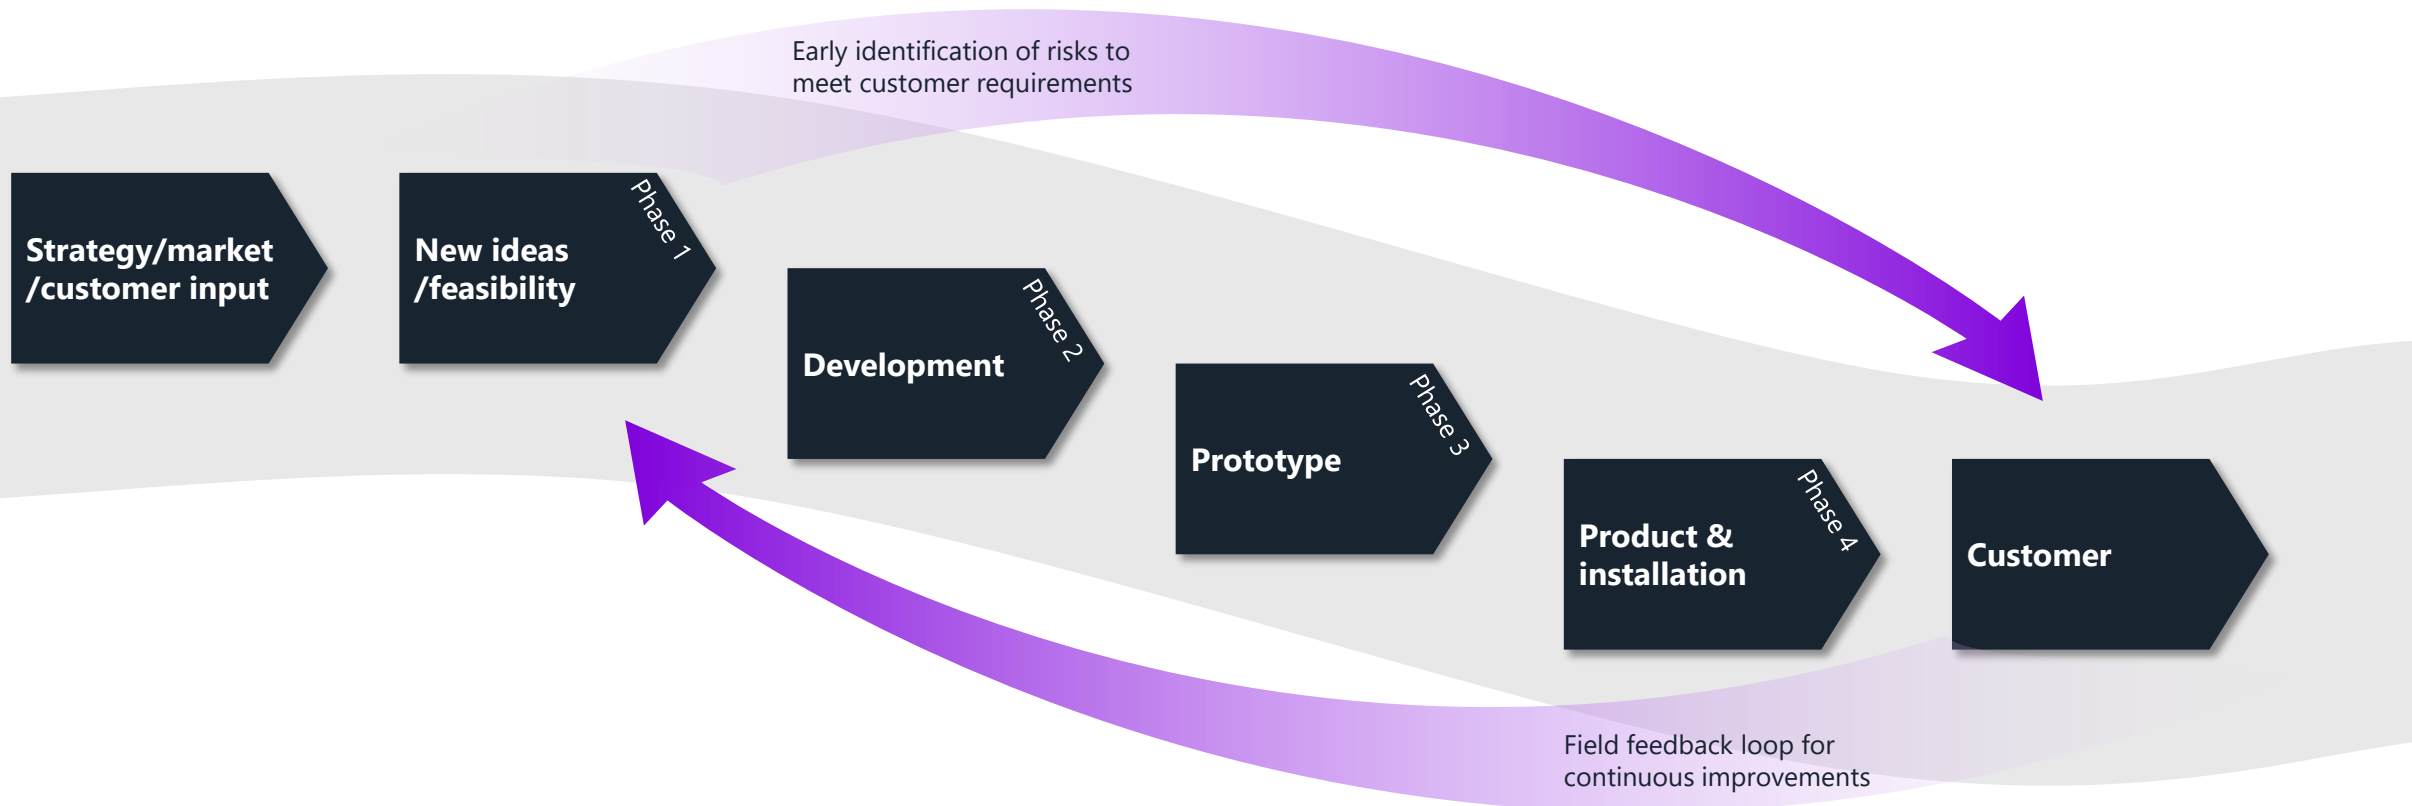 Early identification of risks to
meet customer requirements
Strategy/market
/customer input
New ideas
/feasibility
Phase 1
Development
Phase 2
Prototype
Phase 3
Product &
installation
Phase 4
Customer
Field feedback loop for
continuous improvements